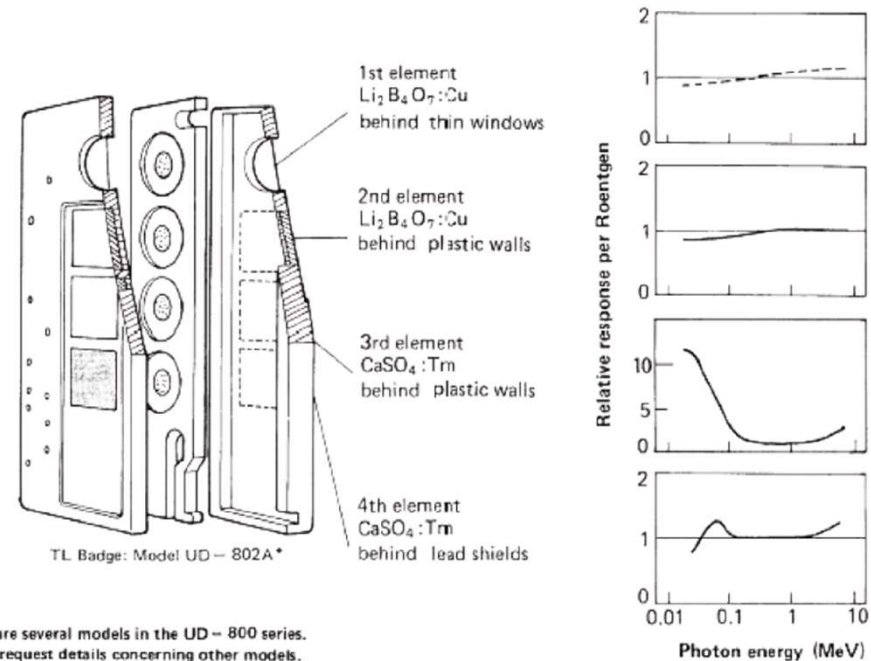 1st element
Li₂B₄O₇:Cu
behind thin windows
2nd element
Li₂B₄O₇:Cu
behind plastic walls
3rd element
CaSO₄:Tm
behind plastic walls
4th element
CaSO₄:Tm
behind lead shields
TL Badge: Model UD – 802A*
are several models in the UD – 800 series.
request details concerning other models.
Relative response per Roentgen
2
1
0
2
1
0
10
5
0
2
1
0
0.01 0.1 1 10
Photon energy (MeV)